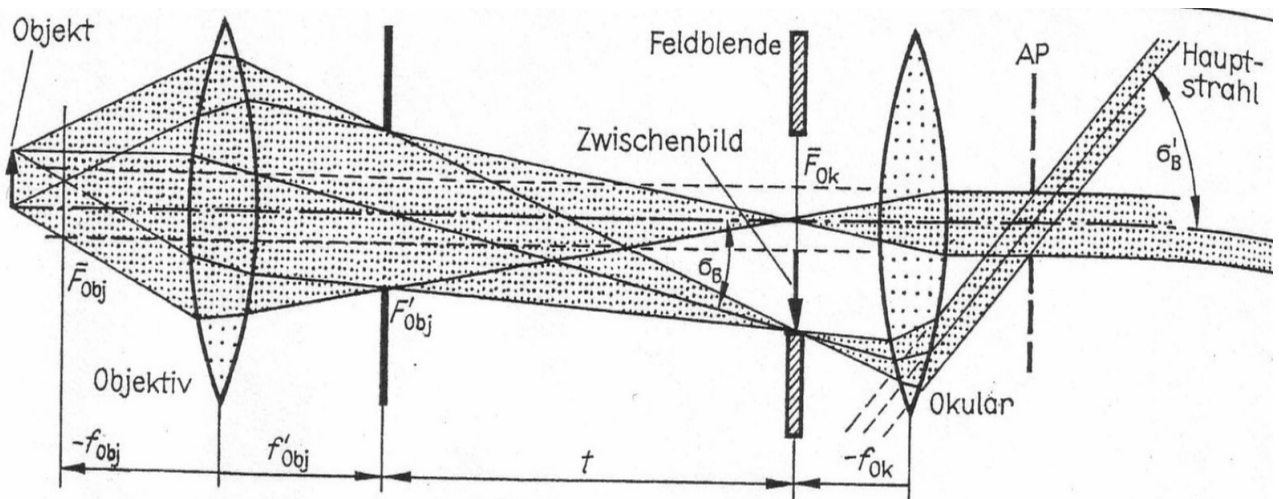 Objekt
Feldblende
AP
Haupt-
strahl
Zwischenbild
F̄Ok
σ'B
σB
F̄Obj
F'Obj
Objektiv
Okular
-fObj
f'Obj
t
-fOk